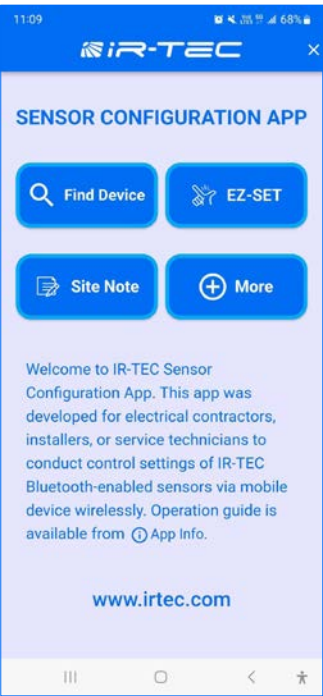 11:09
68%
IR-TEC
×
SENSOR CONFIGURATION APP
Find Device
EZ-SET
Site Note
More
Welcome to IR-TEC Sensor
Configuration App. This app was
developed for electrical contractors,
installers, or service technicians to
conduct control settings of IR-TEC
Bluetooth-enabled sensors via mobile
device wirelessly. Operation guide is
available from ⓘ App Info.
www.irtec.com